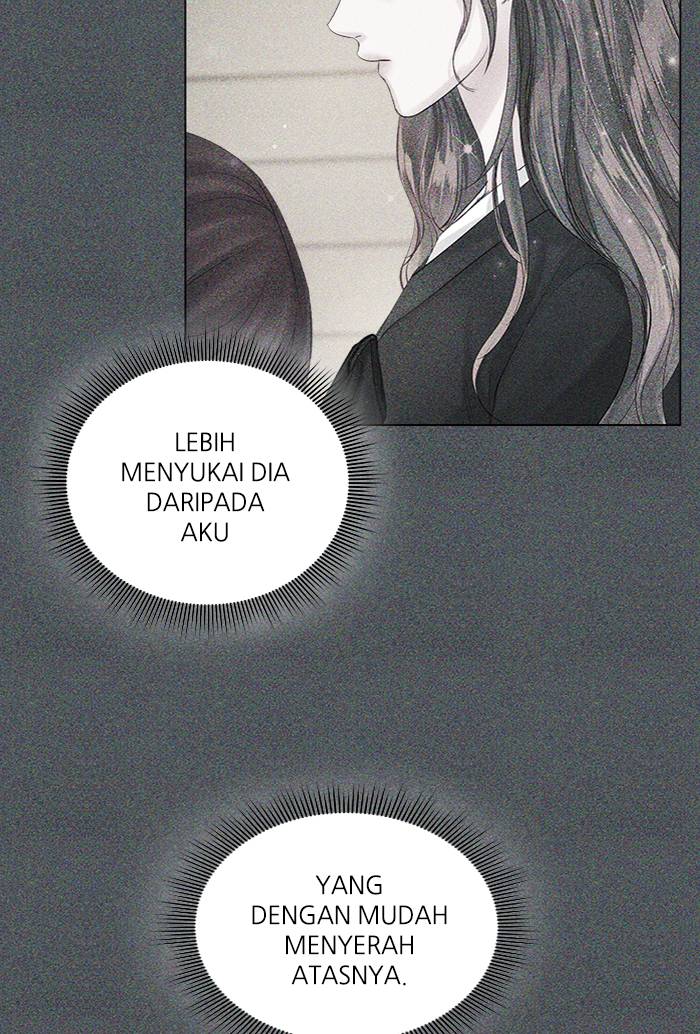 LEBIH
MENYUKAI DIA
DARIPADA
AKU
YANG
DENGAN MUDAH
MENYERAH
ATASNYA.